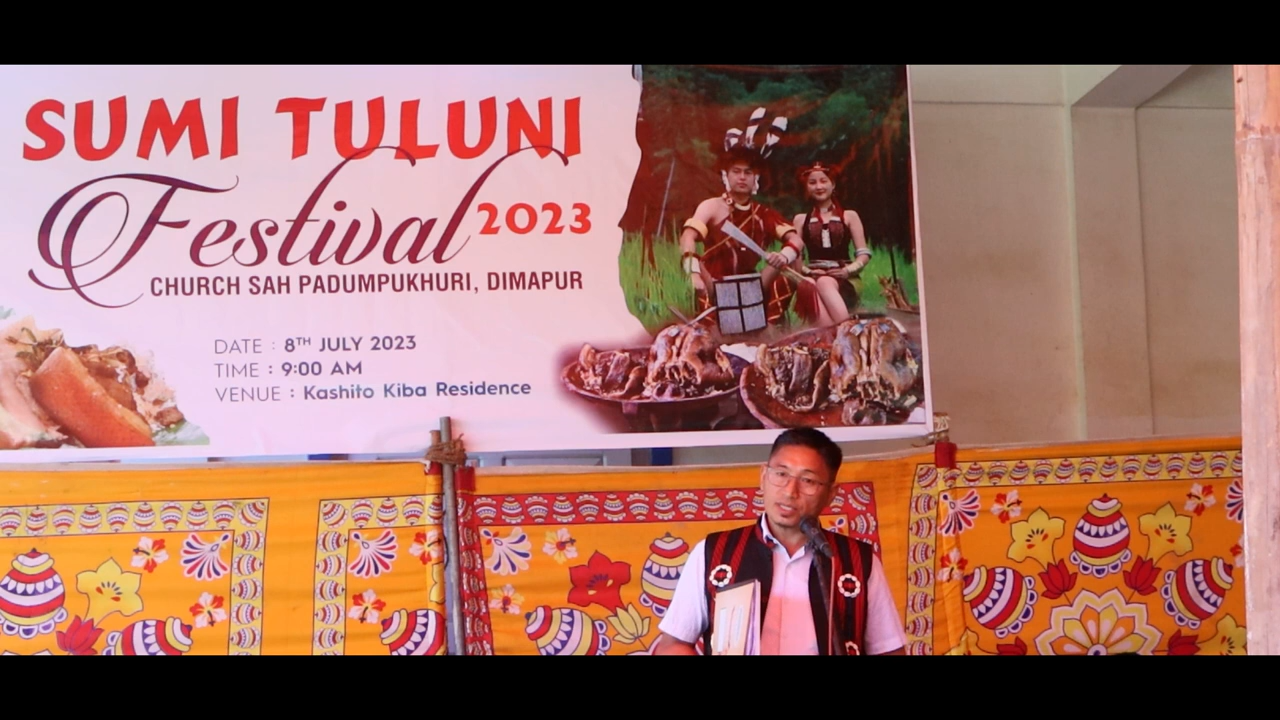 SUMI TULUNI
Festival 2023
CHURCH SAH PADUMPUKHURI, DIMAPUR
DATE : 8TH JULY 2023
TIME : 9:00 AM
VENUE : Kashito Kiba Residence